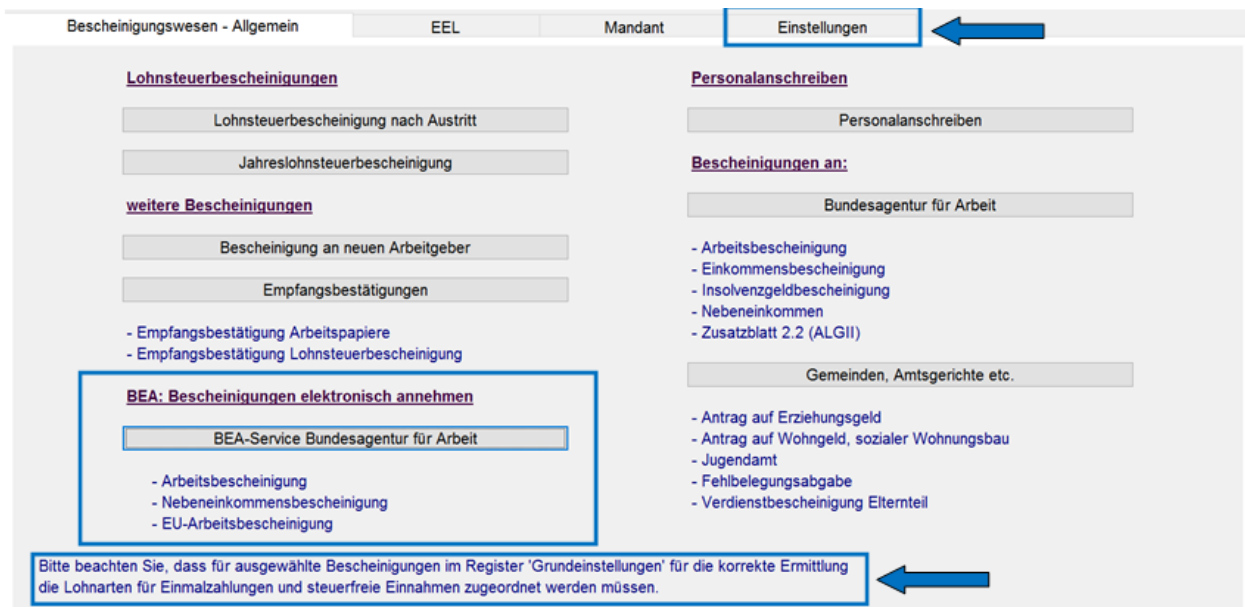 Bescheinigungswesen - Allgemein
EEL
Mandant
Einstellungen
Lohnsteuerbescheinigungen
Lohnsteuerbescheinigung nach Austritt
Jahreslohnsteuerbescheinigung
weitere Bescheinigungen
Bescheinigung an neuen Arbeitgeber
Empfangsbestätigungen
- Empfangsbestätigung Arbeitspapiere
- Empfangsbestätigung Lohnsteuerbescheinigung
BEA: Bescheinigungen elektronisch annehmen
BEA-Service Bundesagentur für Arbeit
- Arbeitsbescheinigung
- Nebeneinkommensbescheinigung
- EU-Arbeitsbescheinigung
Personalanschreiben
Personalanschreiben
Bescheinigungen an:
Bundesagentur für Arbeit
- Arbeitsbescheinigung
- Einkommensbescheinigung
- Insolvenzgeldbescheinigung
- Nebeneinkommen
- Zusatzblatt 2.2 (ALGII)
Gemeinden, Amtsgerichte etc.
- Antrag auf Erziehungsgeld
- Antrag auf Wohngeld, sozialer Wohnungsbau
- Jugendamt
- Fehlbelegungsabgabe
- Verdienstbescheinigung Elternteil
Bitte beachten Sie, dass für ausgewählte Bescheinigungen im Register 'Grundeinstellungen' für die korrekte Ermittlung
die Lohnarten für Einmalzahlungen und steuerfreie Einnahmen zugeordnet werden müssen.